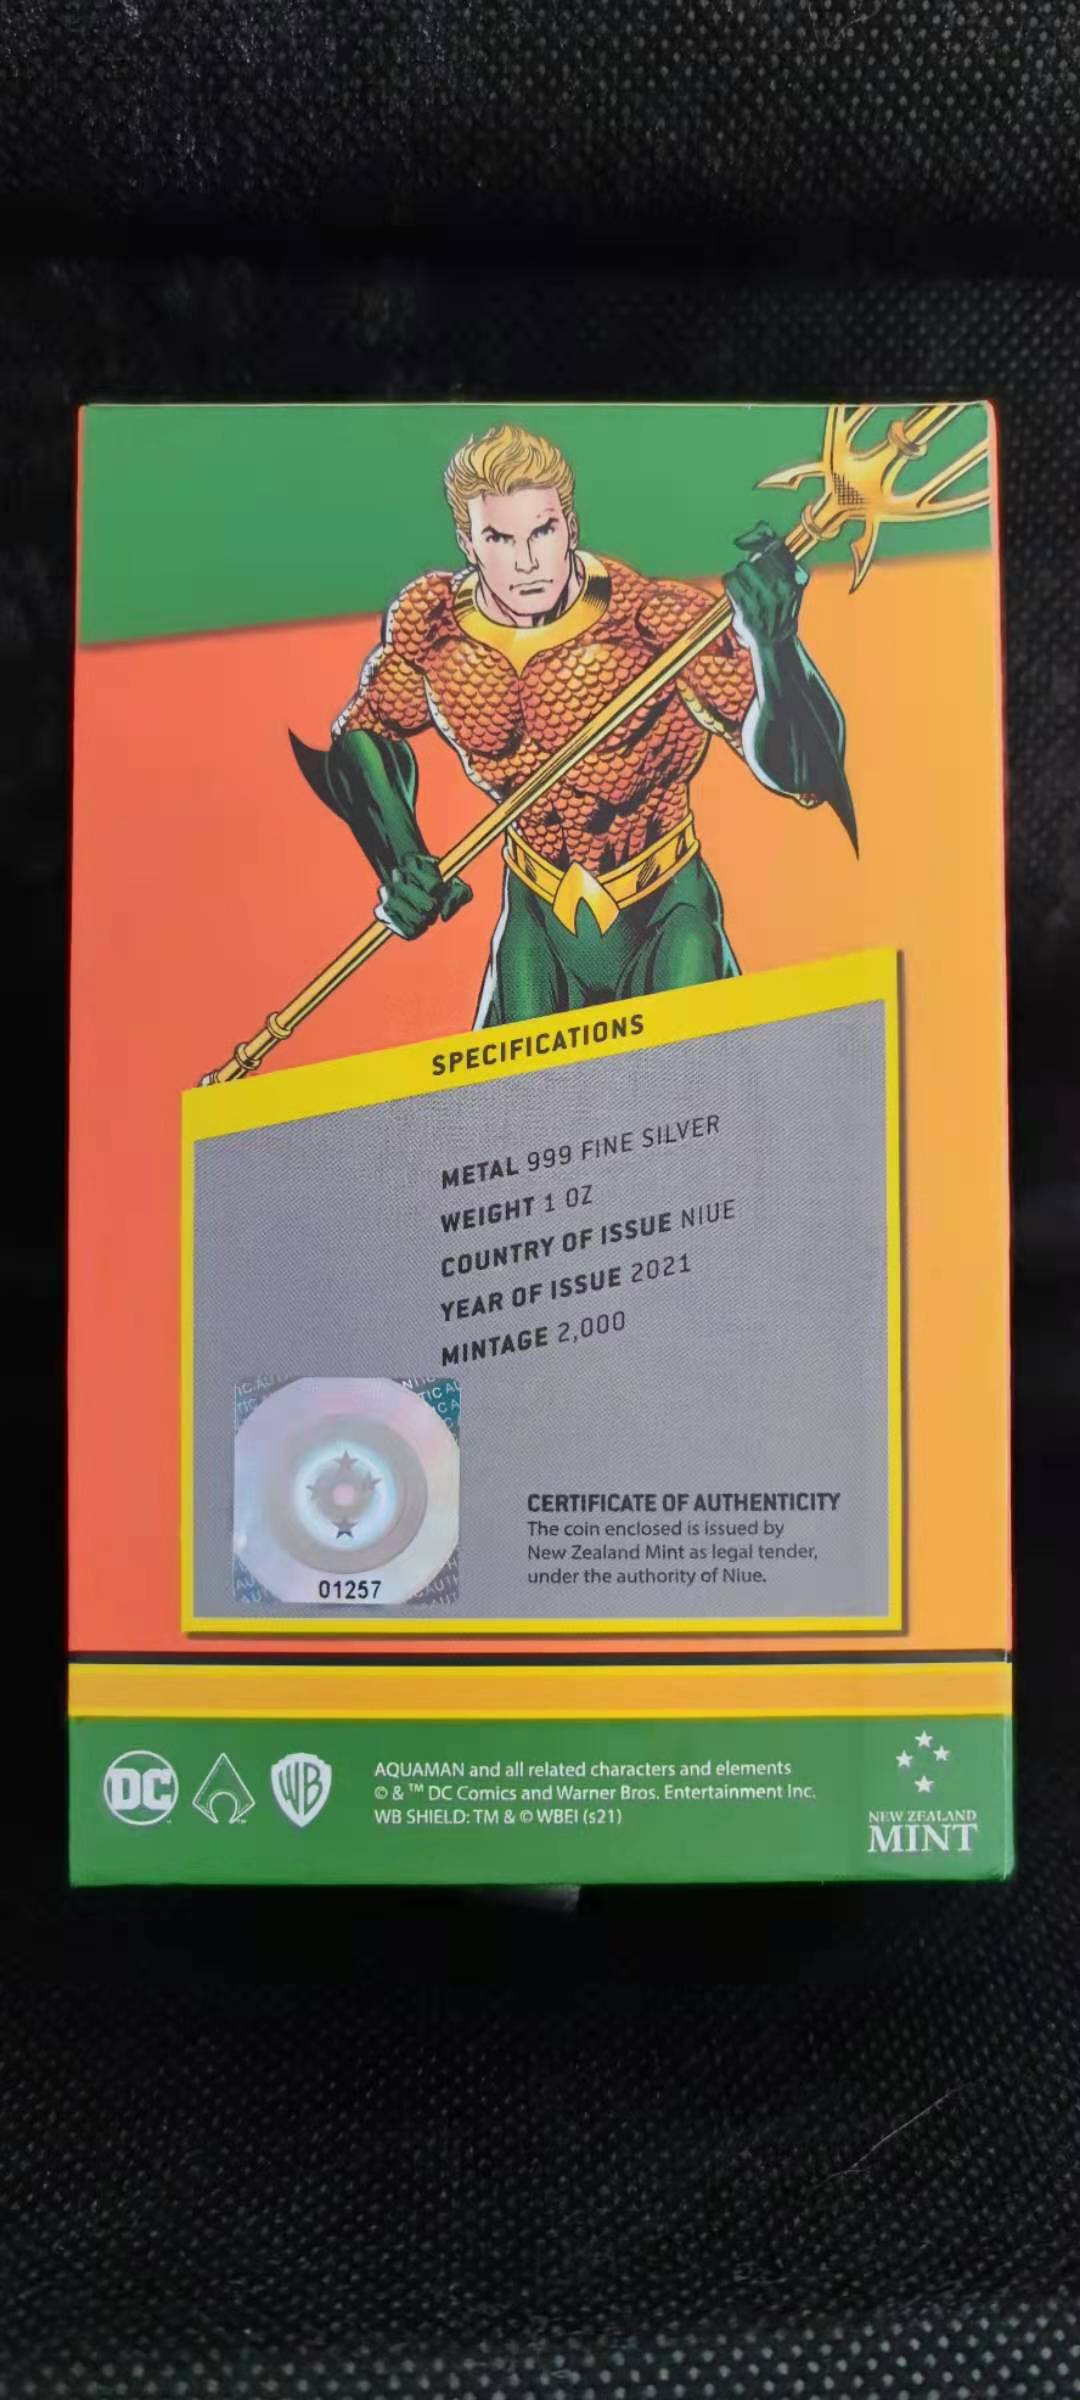 SPECIFICATIONS
METAL 999 FINE SILVER
WEIGHT 1 OZ
COUNTRY OF ISSUE NIUE
YEAR OF ISSUE 2021
MINTAGE 2,000
01257
CERTIFICATE OF AUTHENTICITY
The coin enclosed is issued by
New Zealand Mint as legal tender,
under the authority of Niue.
DC
WB
AQUAMAN and all related characters and elements
© & ™ DC Comics and Warner Bros. Entertainment Inc.
WB SHIELD: TM & © WBEI (s21)
NEW ZEALAND
MINT